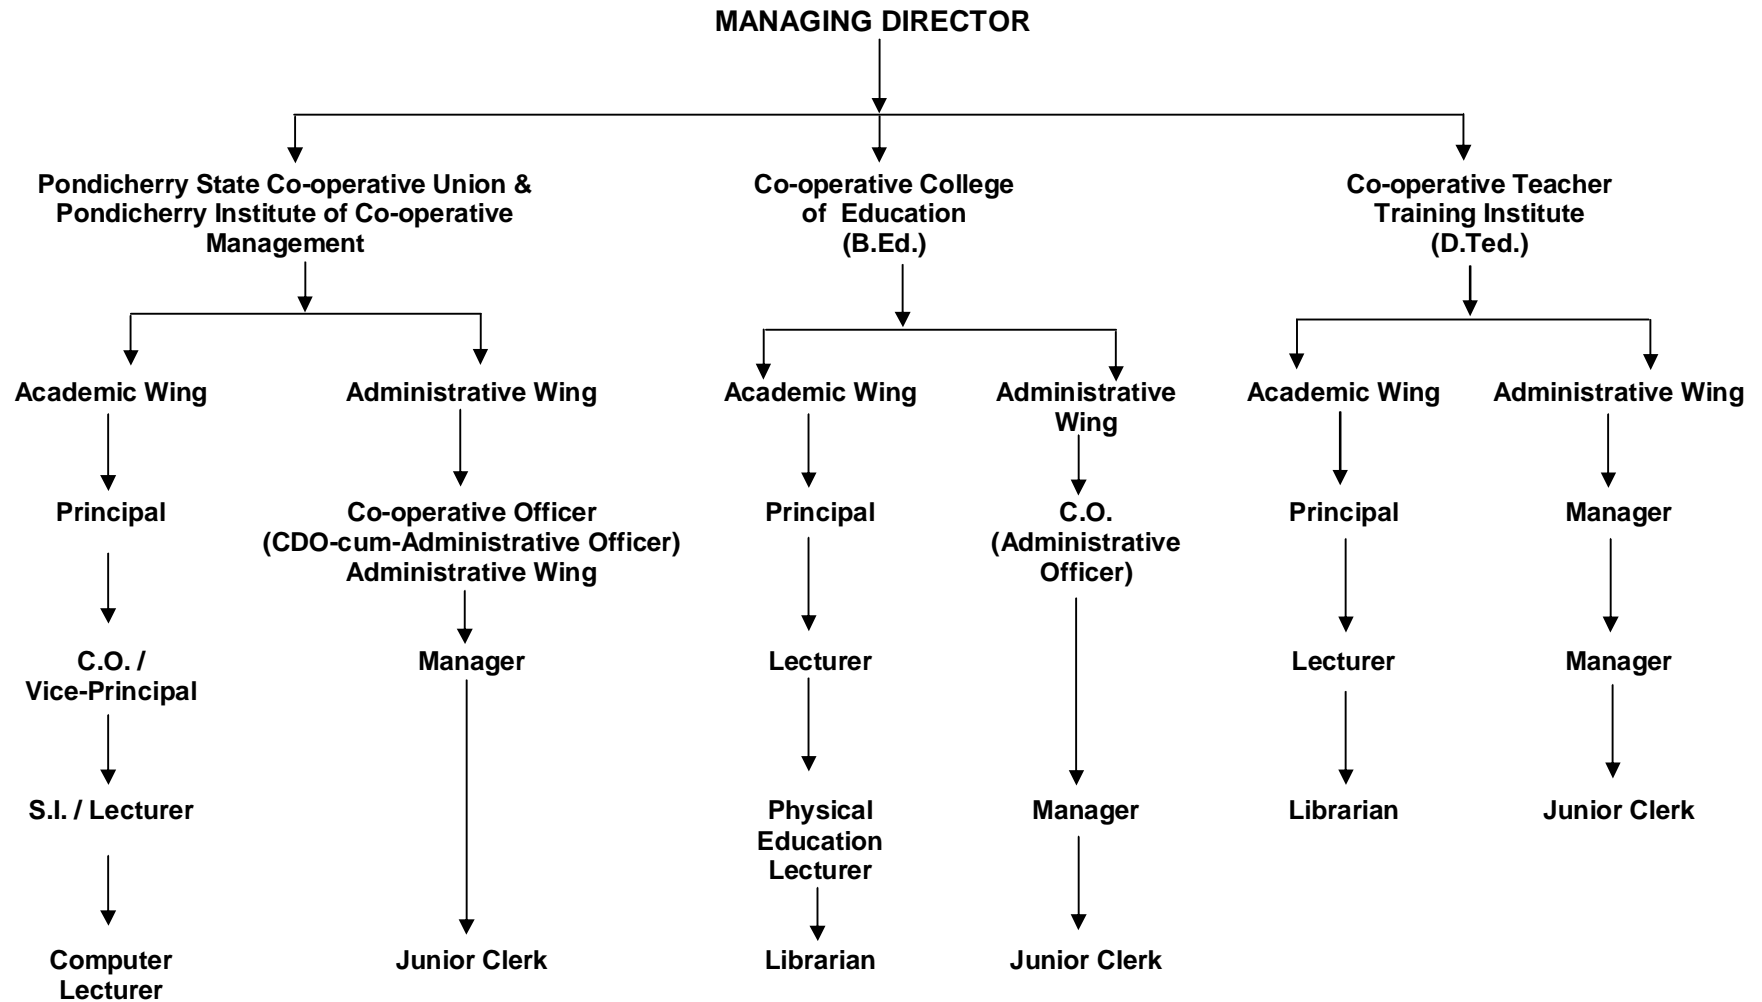 MANAGING DIRECTOR
Pondicherry State Co-operative Union &
Pondicherry Institute of Co-operative
Management
Co-operative College
of Education
(B.Ed.)
Co-operative Teacher
Training Institute
(D.Ted.)
Academic Wing
Administrative Wing
Academic Wing
Administrative
Wing
Academic Wing
Administrative Wing
Principal
Co-operative Officer
(CDO-cum-Administrative Officer)
Administrative Wing
Principal
C.O.
(Administrative
Officer)
Principal
Manager
C.O. /
Vice-Principal
Manager
Lecturer
Lecturer
Manager
S.I. / Lecturer
Physical
Education
Lecturer
Manager
Librarian
Junior Clerk
Computer
Lecturer
Junior Clerk
Librarian
Junior Clerk